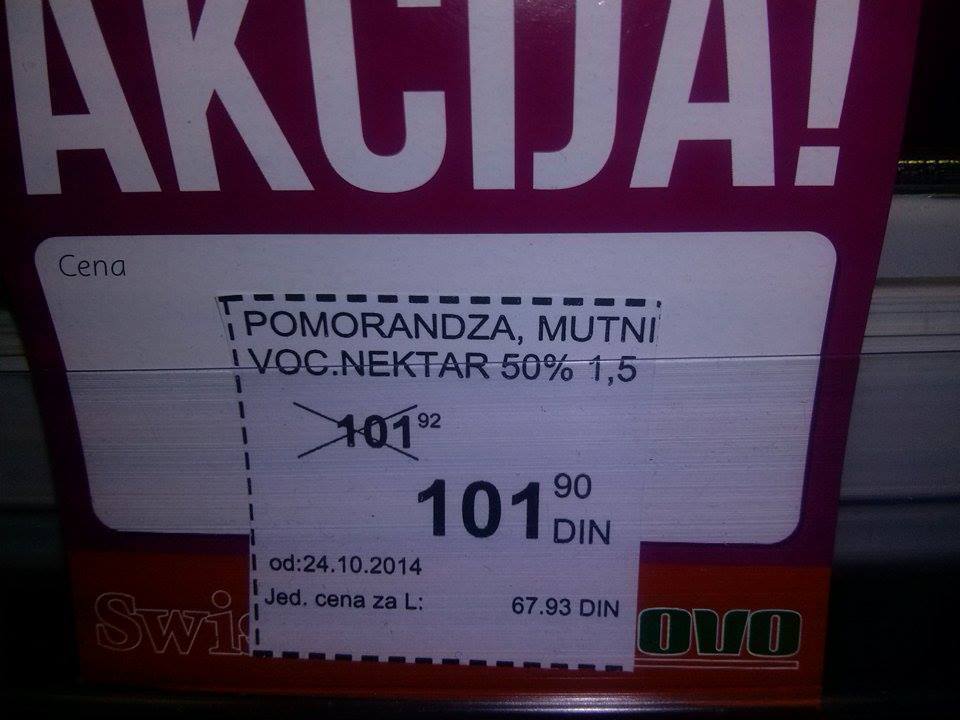 AKCIJA!
Cena
POMORANDZA, MUTNI
VOC.NEKTAR 50% 1,5
101 92
101 90
DIN
od:24.10.2014
Jed. cena za L: 67.93 DIN